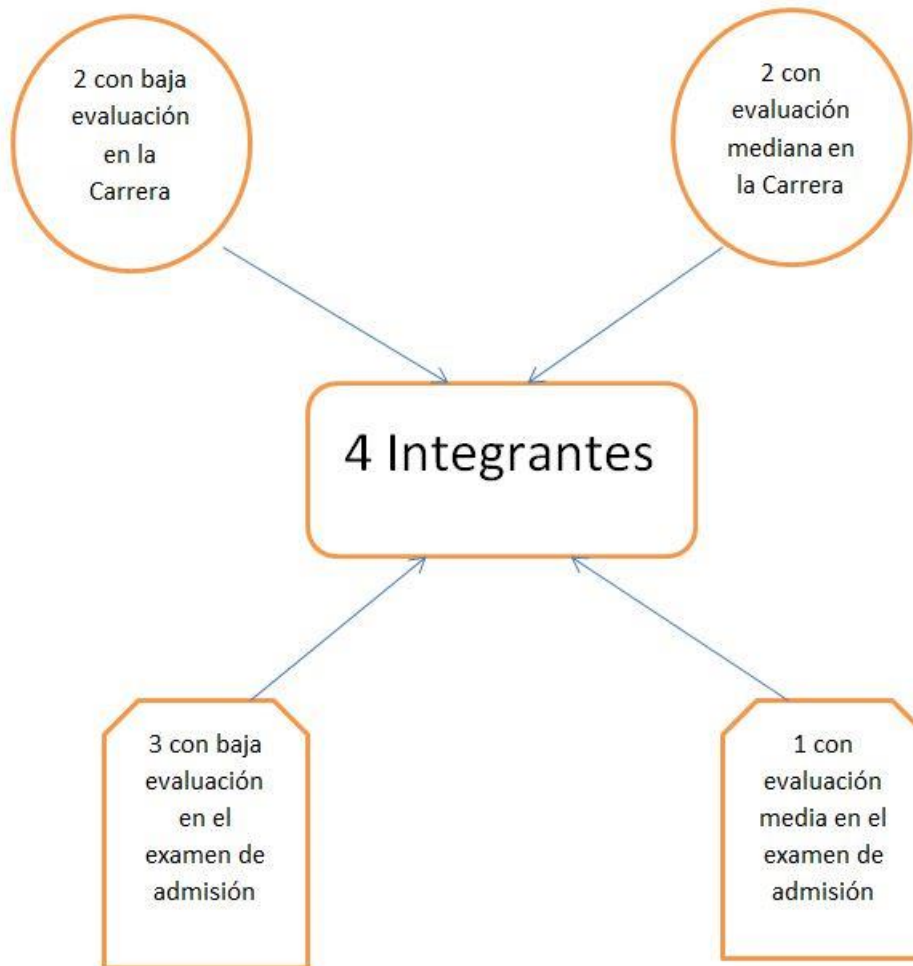 2 con baja
evaluación
en la
Carrera
2 con
evaluación
mediana en
la Carrera
4 Integrantes
3 con baja
evaluación
en el
examen de
admisión
1 con
evaluación
media en el
examen de
admisión